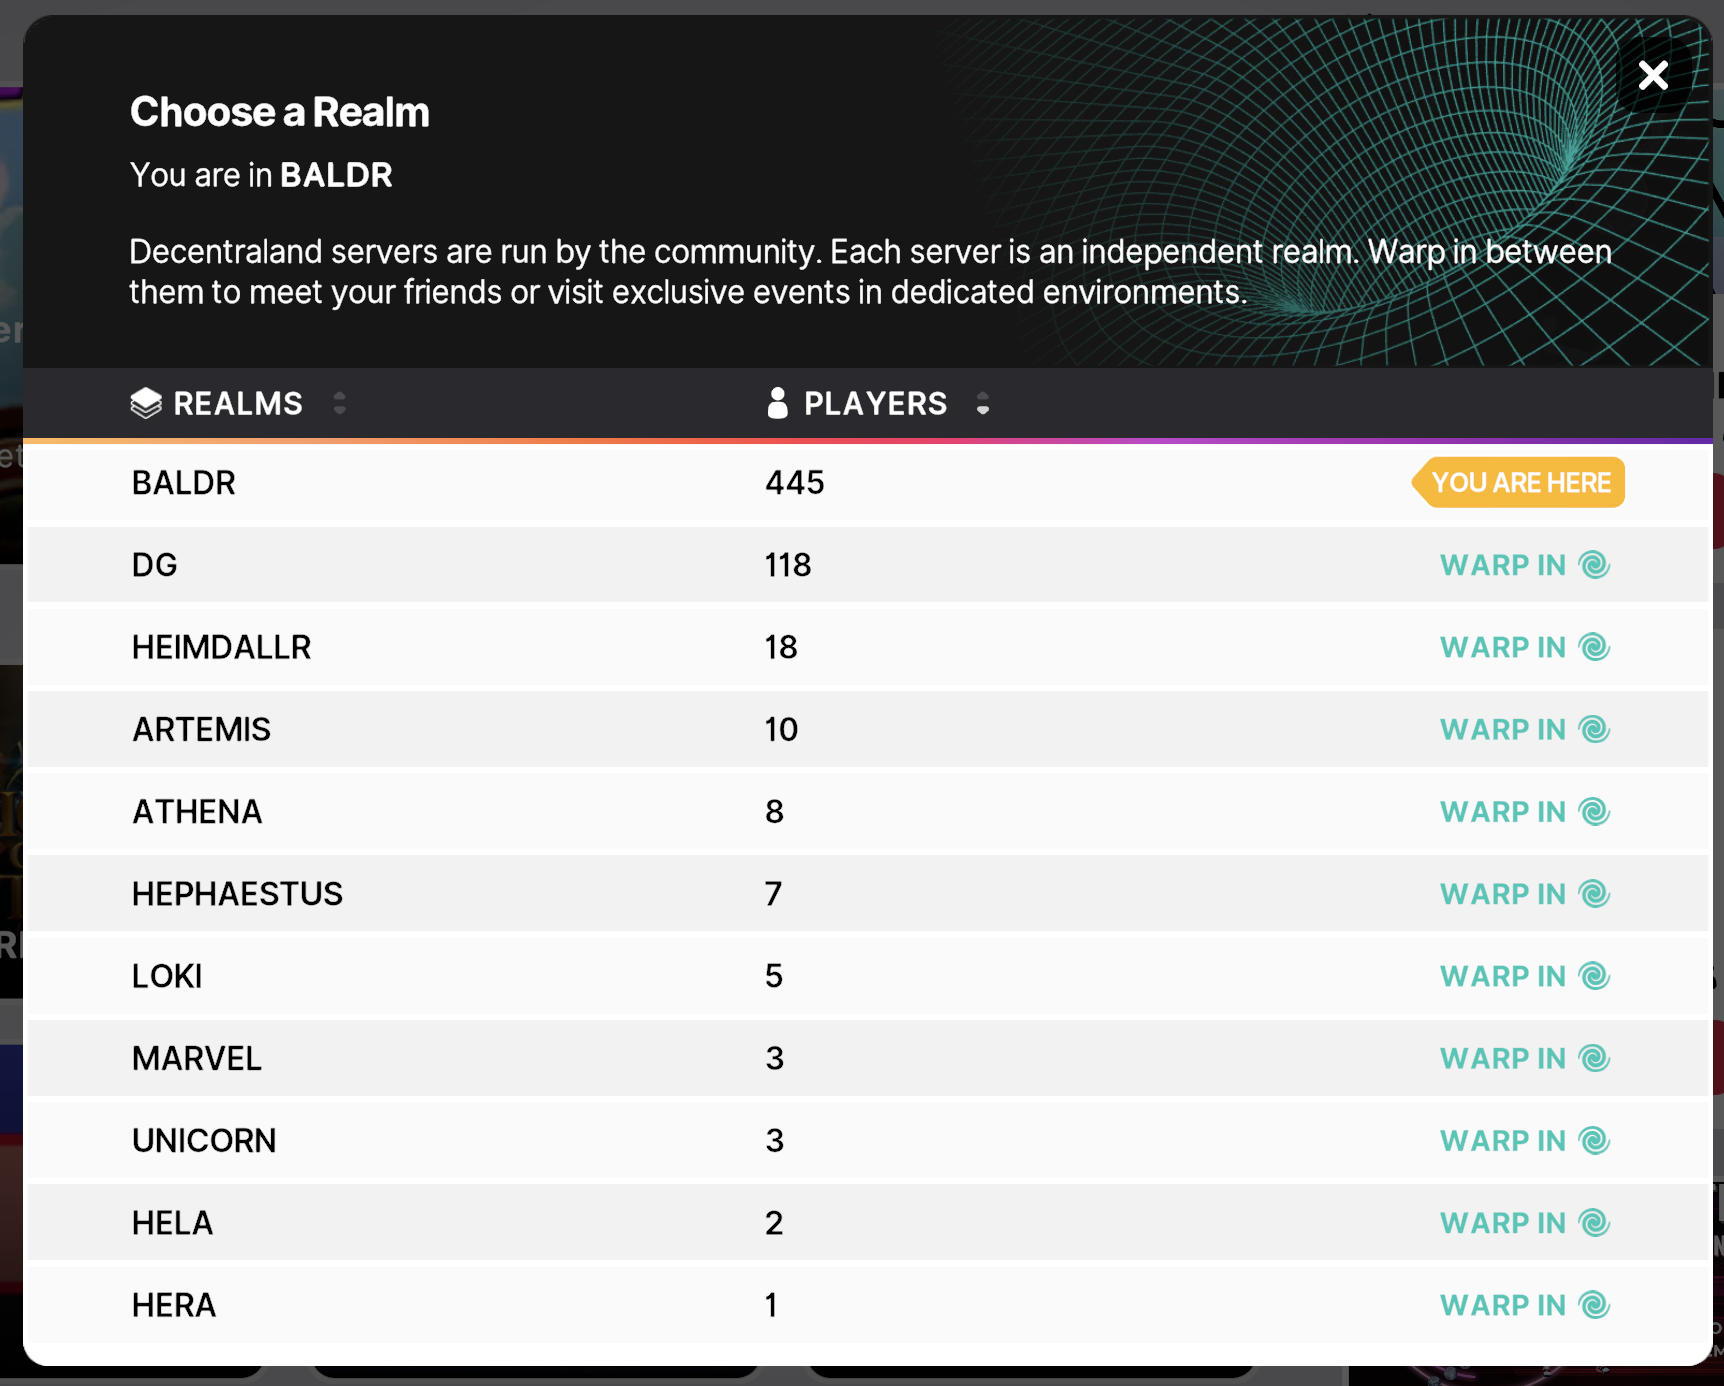 Choose a Realm
You are in BALDR
Decentraland servers are run by the community. Each server is an independent realm. Warp in between
them to meet your friends or visit exclusive events in dedicated environments.
REALMS PLAYERS
BALDR 445 YOU ARE HERE
DG 118 WARP IN
HEIMDALLR 18 WARP IN
ARTEMIS 10 WARP IN
ATHENA 8 WARP IN
HEPHAESTUS 7 WARP IN
LOKI 5 WARP IN
MARVEL 3 WARP IN
UNICORN 3 WARP IN
HELA 2 WARP IN
HERA 1 WARP IN